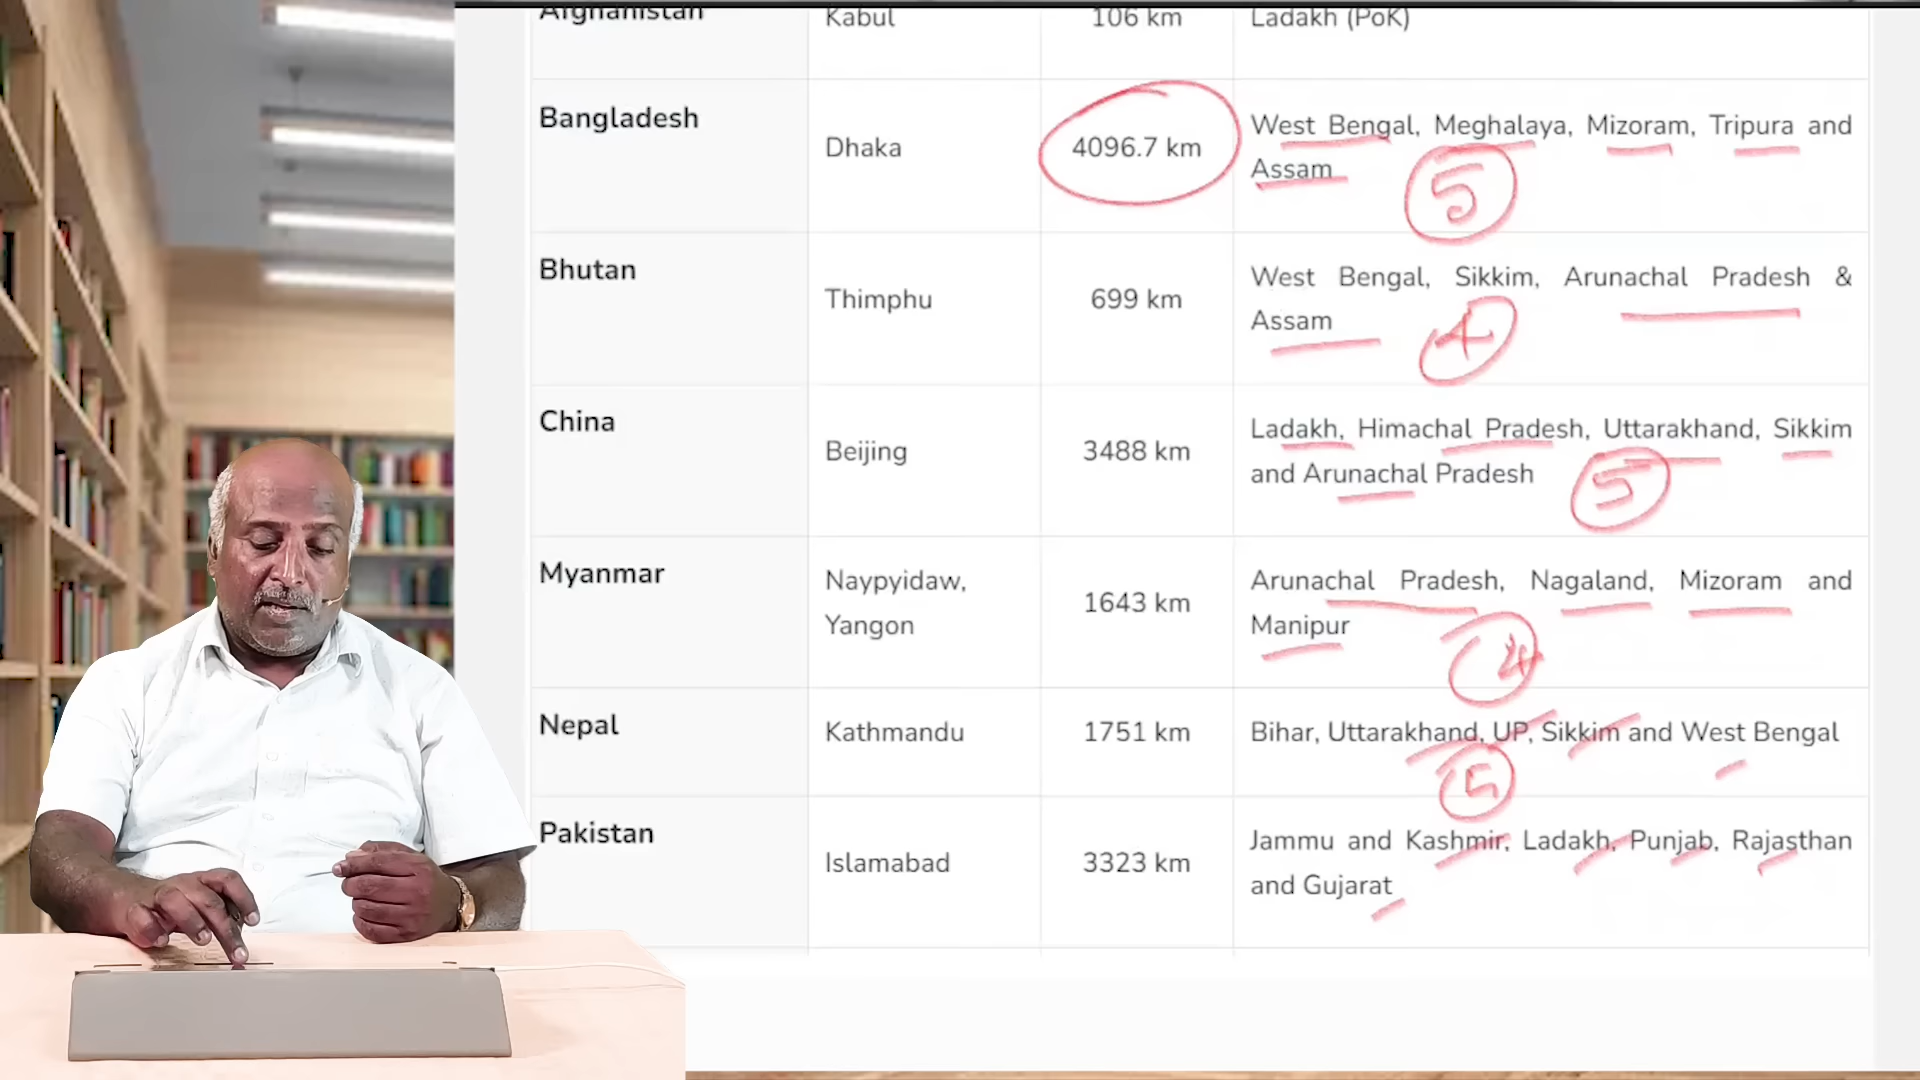 Afghanistan
Kabul
106 km
Ladakh (PoK)
Bangladesh
Dhaka
4096.7 km
West Bengal, Meghalaya, Mizoram, Tripura and
Assam
5
Bhutan
Thimphu
699 km
West Bengal, Sikkim, Arunachal Pradesh &
Assam
4
China
Beijing
3488 km
Ladakh, Himachal Pradesh, Uttarakhand, Sikkim
and Arunachal Pradesh
5
Myanmar
Naypyidaw,
Yangon
1643 km
Arunachal Pradesh, Nagaland, Mizoram and
Manipur
4
Nepal
Kathmandu
1751 km
Bihar, Uttarakhand, UP, Sikkim and West Bengal
5
Pakistan
Islamabad
3323 km
Jammu and Kashmir, Ladakh, Punjab, Rajasthan
and Gujarat